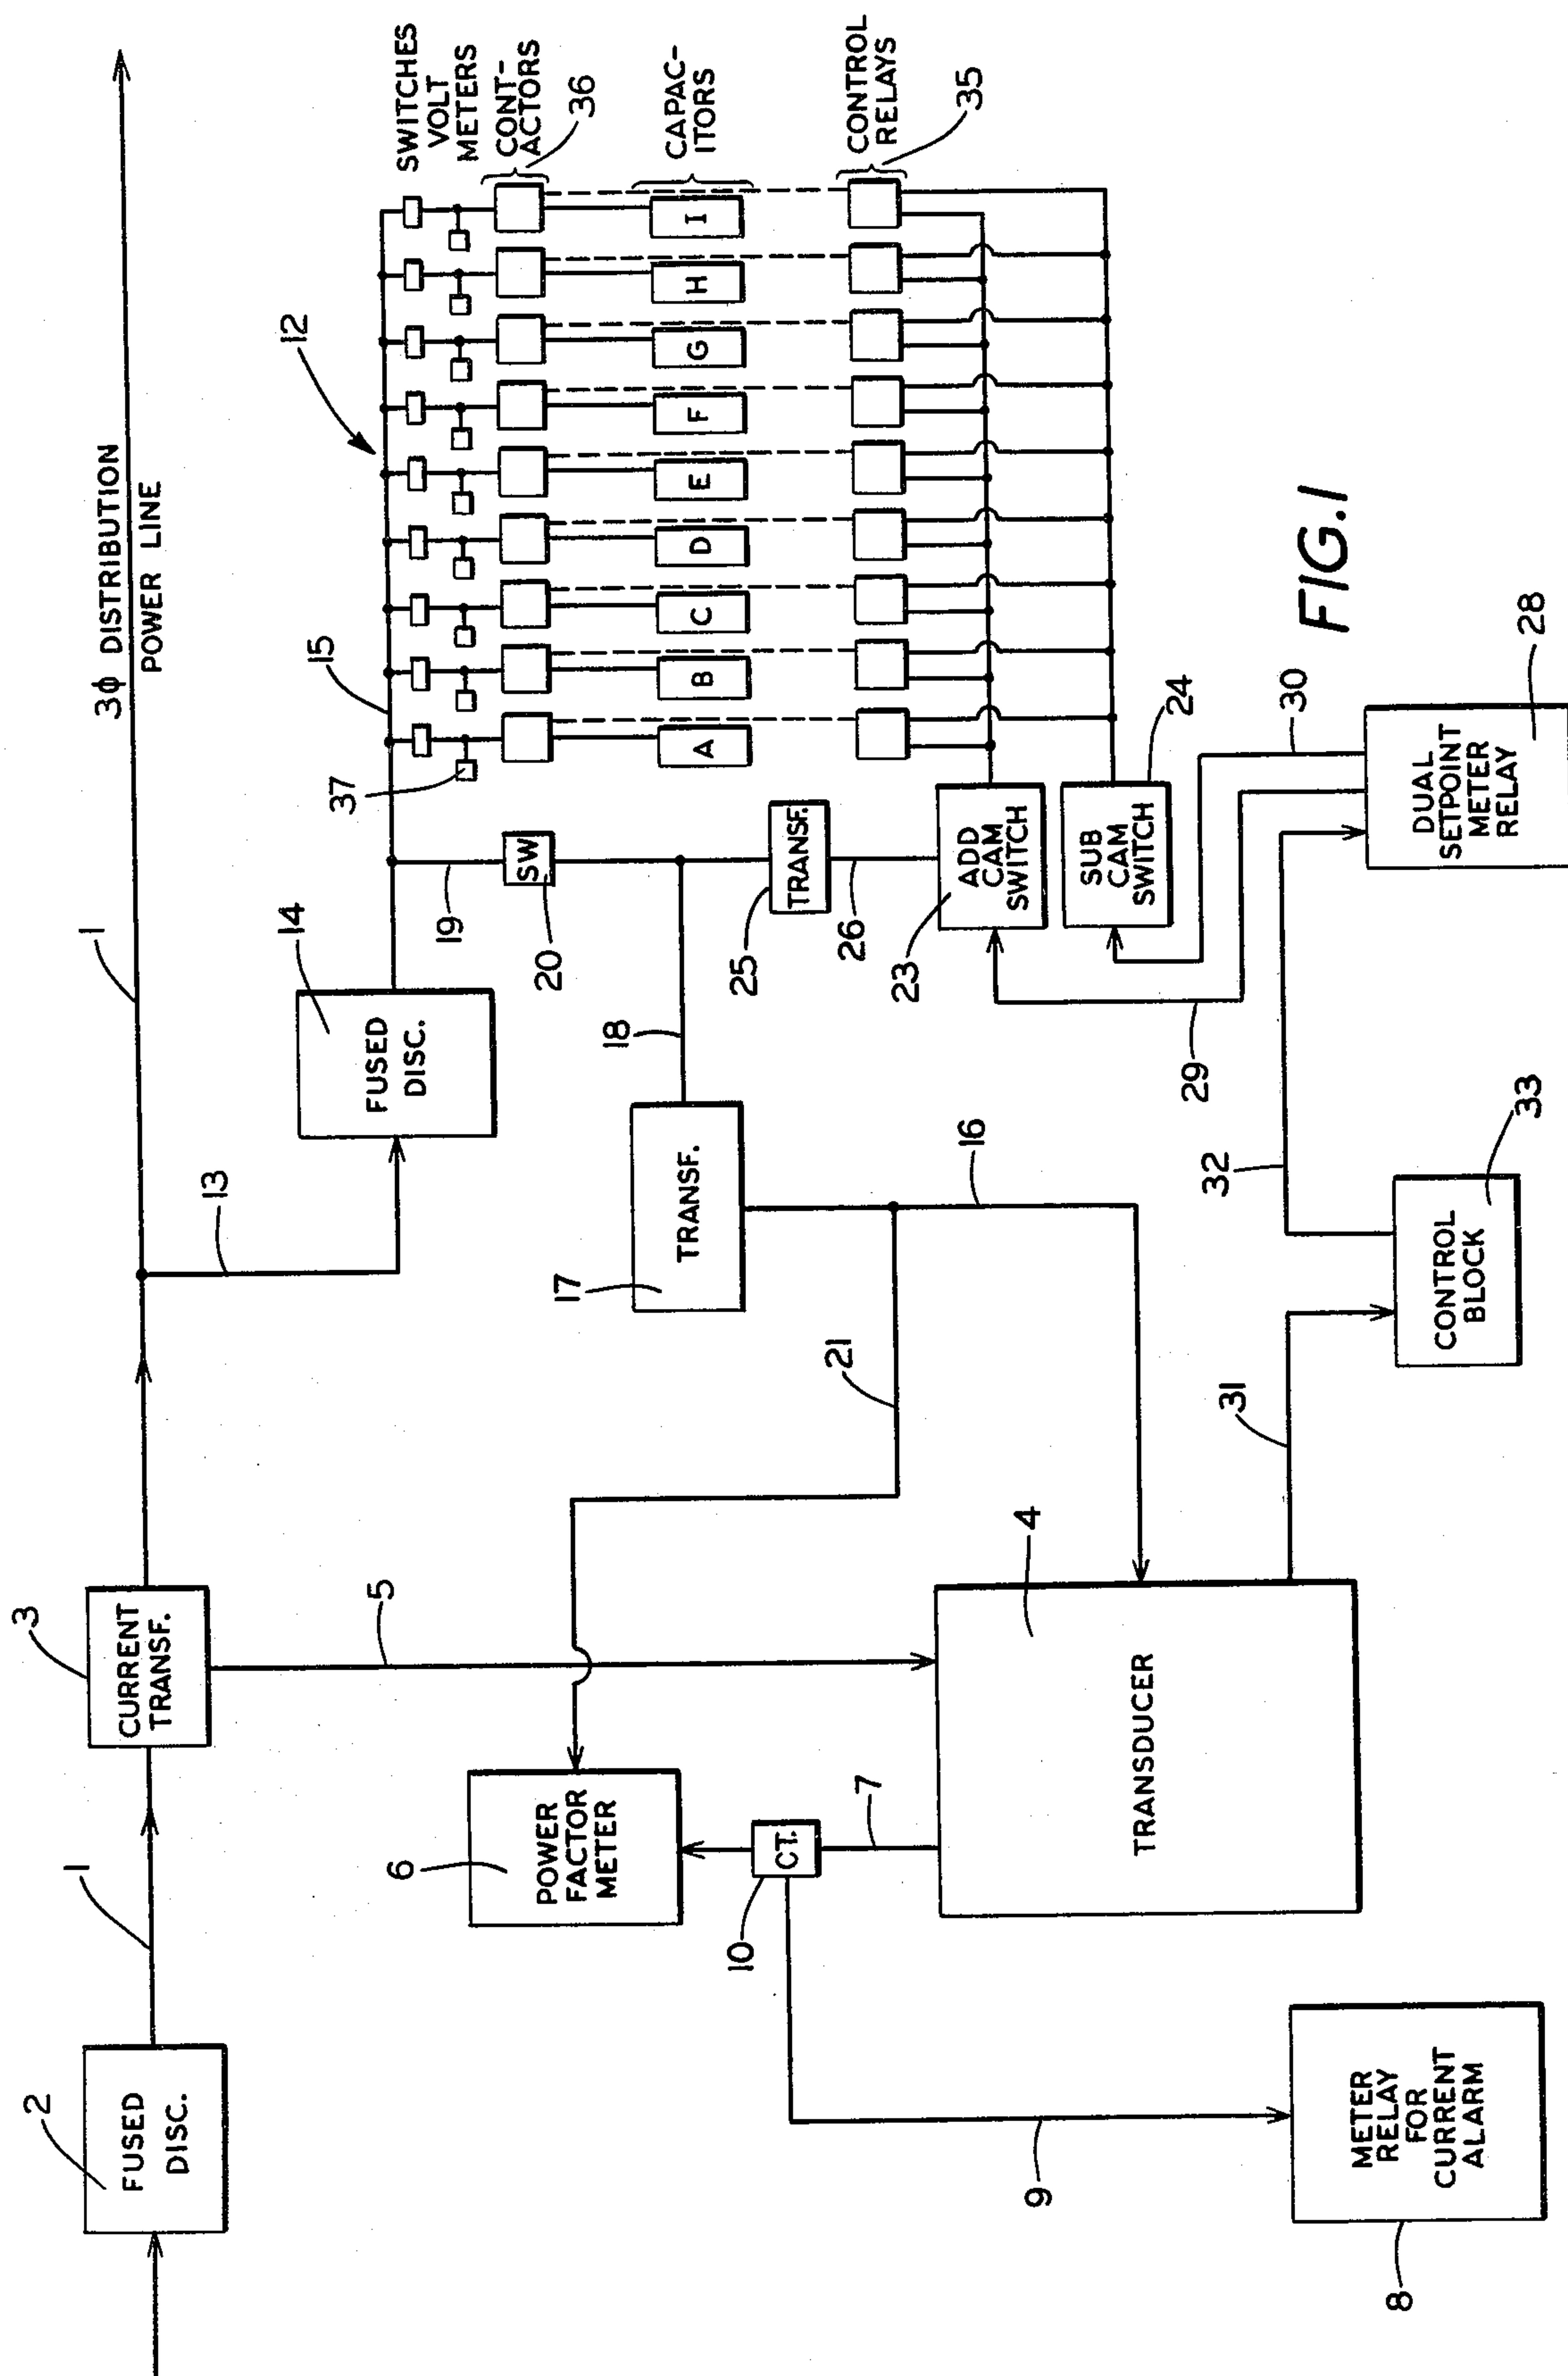 3φ DISTRIBUTION
POWER LINE
1
1
2
FUSED
DISC.
3
CURRENT
TRANSF.
13
14
FUSED
DISC.
15
12
SWITCHES
VOLT
METERS
CONT-
ACTORS
36
CAPAC-
ITORS
CONTROL
RELAYS
35
37
A
B
C
D
E
F
G
H
I
19
SW
20
18
17
TRANSF.
25
TRANSF.
26
23
ADD
CAM
SWITCH
SUB
CAM
SWITCH
24
5
6
POWER
FACTOR
METER
21
16
10
CT.
7
4
TRANSDUCER
9
8
METER
RELAY
FOR
CURRENT
ALARM
31
CONTROL
BLOCK
33
32
29
30
DUAL
SETPOINT
METER
RELAY
28
FIG.1